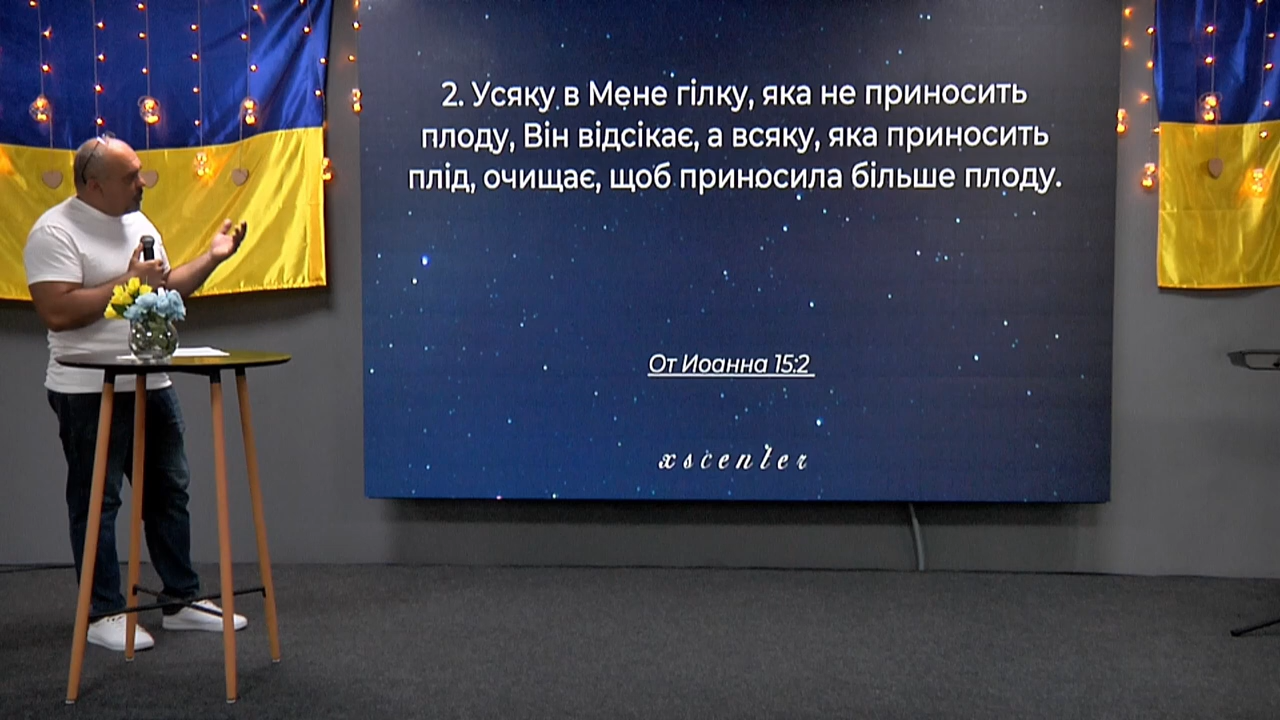 2. Усяку в Мене гілку, яка не приносить
плоду, Він відсікає, а всяку, яка приносить
плід, очищає, щоб приносила більше плоду.
От Иоанна 15:2
xscenter